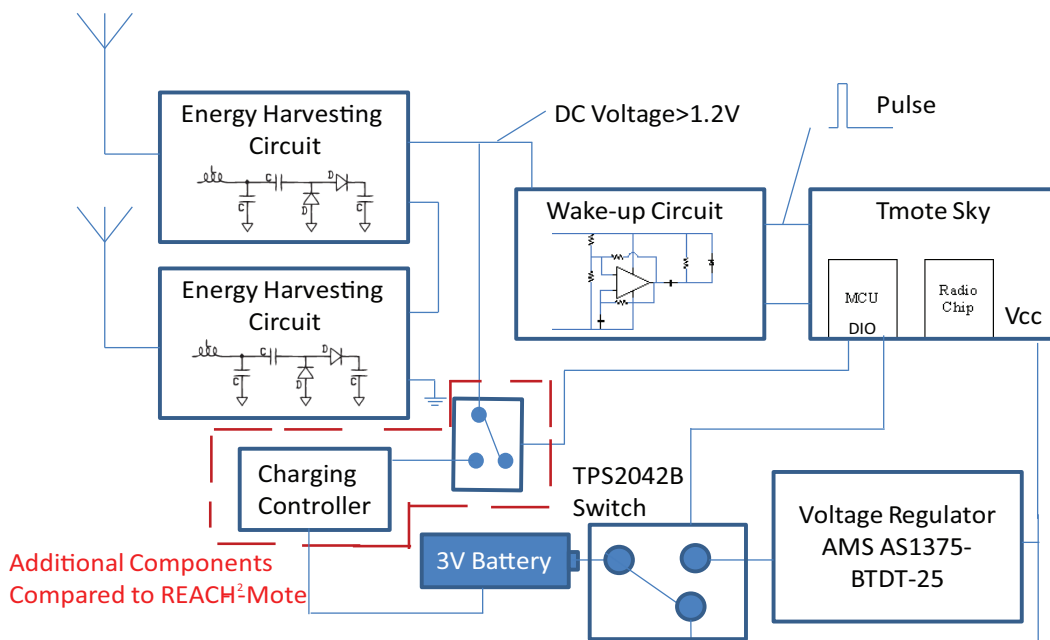 Energy Harvesting
Circuit
C
D
C
D
C
DC Voltage>1.2V
Pulse
Wake-up Circuit
Tmote Sky
MCU
DIO
Radio
Chip
Vcc
Energy Harvesting
Circuit
C
D
C
D
C
Charging
Controller
TPS2042B
Switch
Voltage Regulator
AMS AS1375-
BTDT-25
3V Battery
Additional Components
Compared to REACH²-Mote